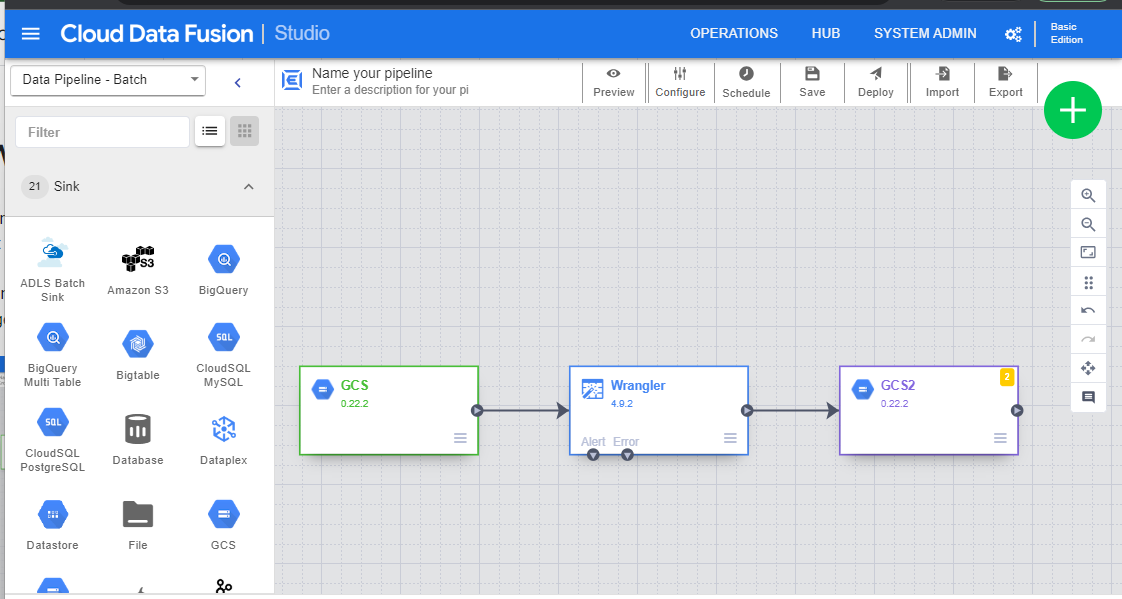 Cloud Data Fusion | Studio
OPERATIONS
HUB
SYSTEM ADMIN
Basic
Edition
Data Pipeline - Batch
Name your pipeline
Enter a description for your pi
Preview
Configure
Schedule
Save
Deploy
Import
Export
Filter
21 Sink
ADLS Batch
Sink
Amazon S3
BigQuery
BigQuery
Multi Table
Bigtable
SQL
CloudSQL
MySQL
SQL
CloudSQL
PostgreSQL
Database
Dataplex
Datastore
File
GCS
GCS
0.22.2
Wrangler
4.9.2
Alert Error
GCS2
0.22.2
2